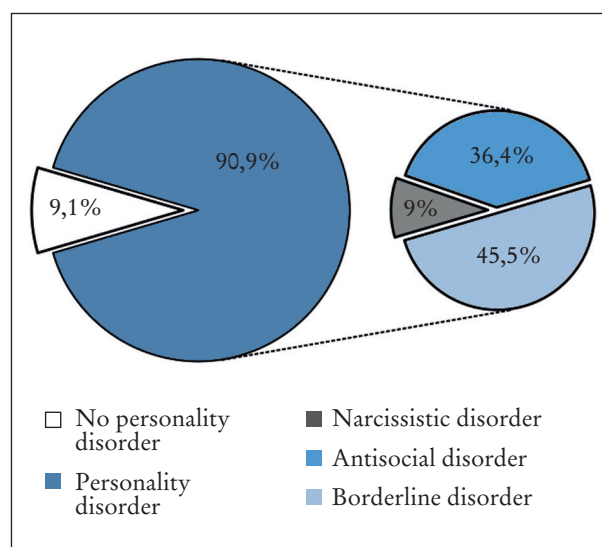 90,9%
9,1%
36,4%
9%
45,5%
No personality
disorder
Personality
disorder
Narcissistic disorder
Antisocial disorder
Borderline disorder